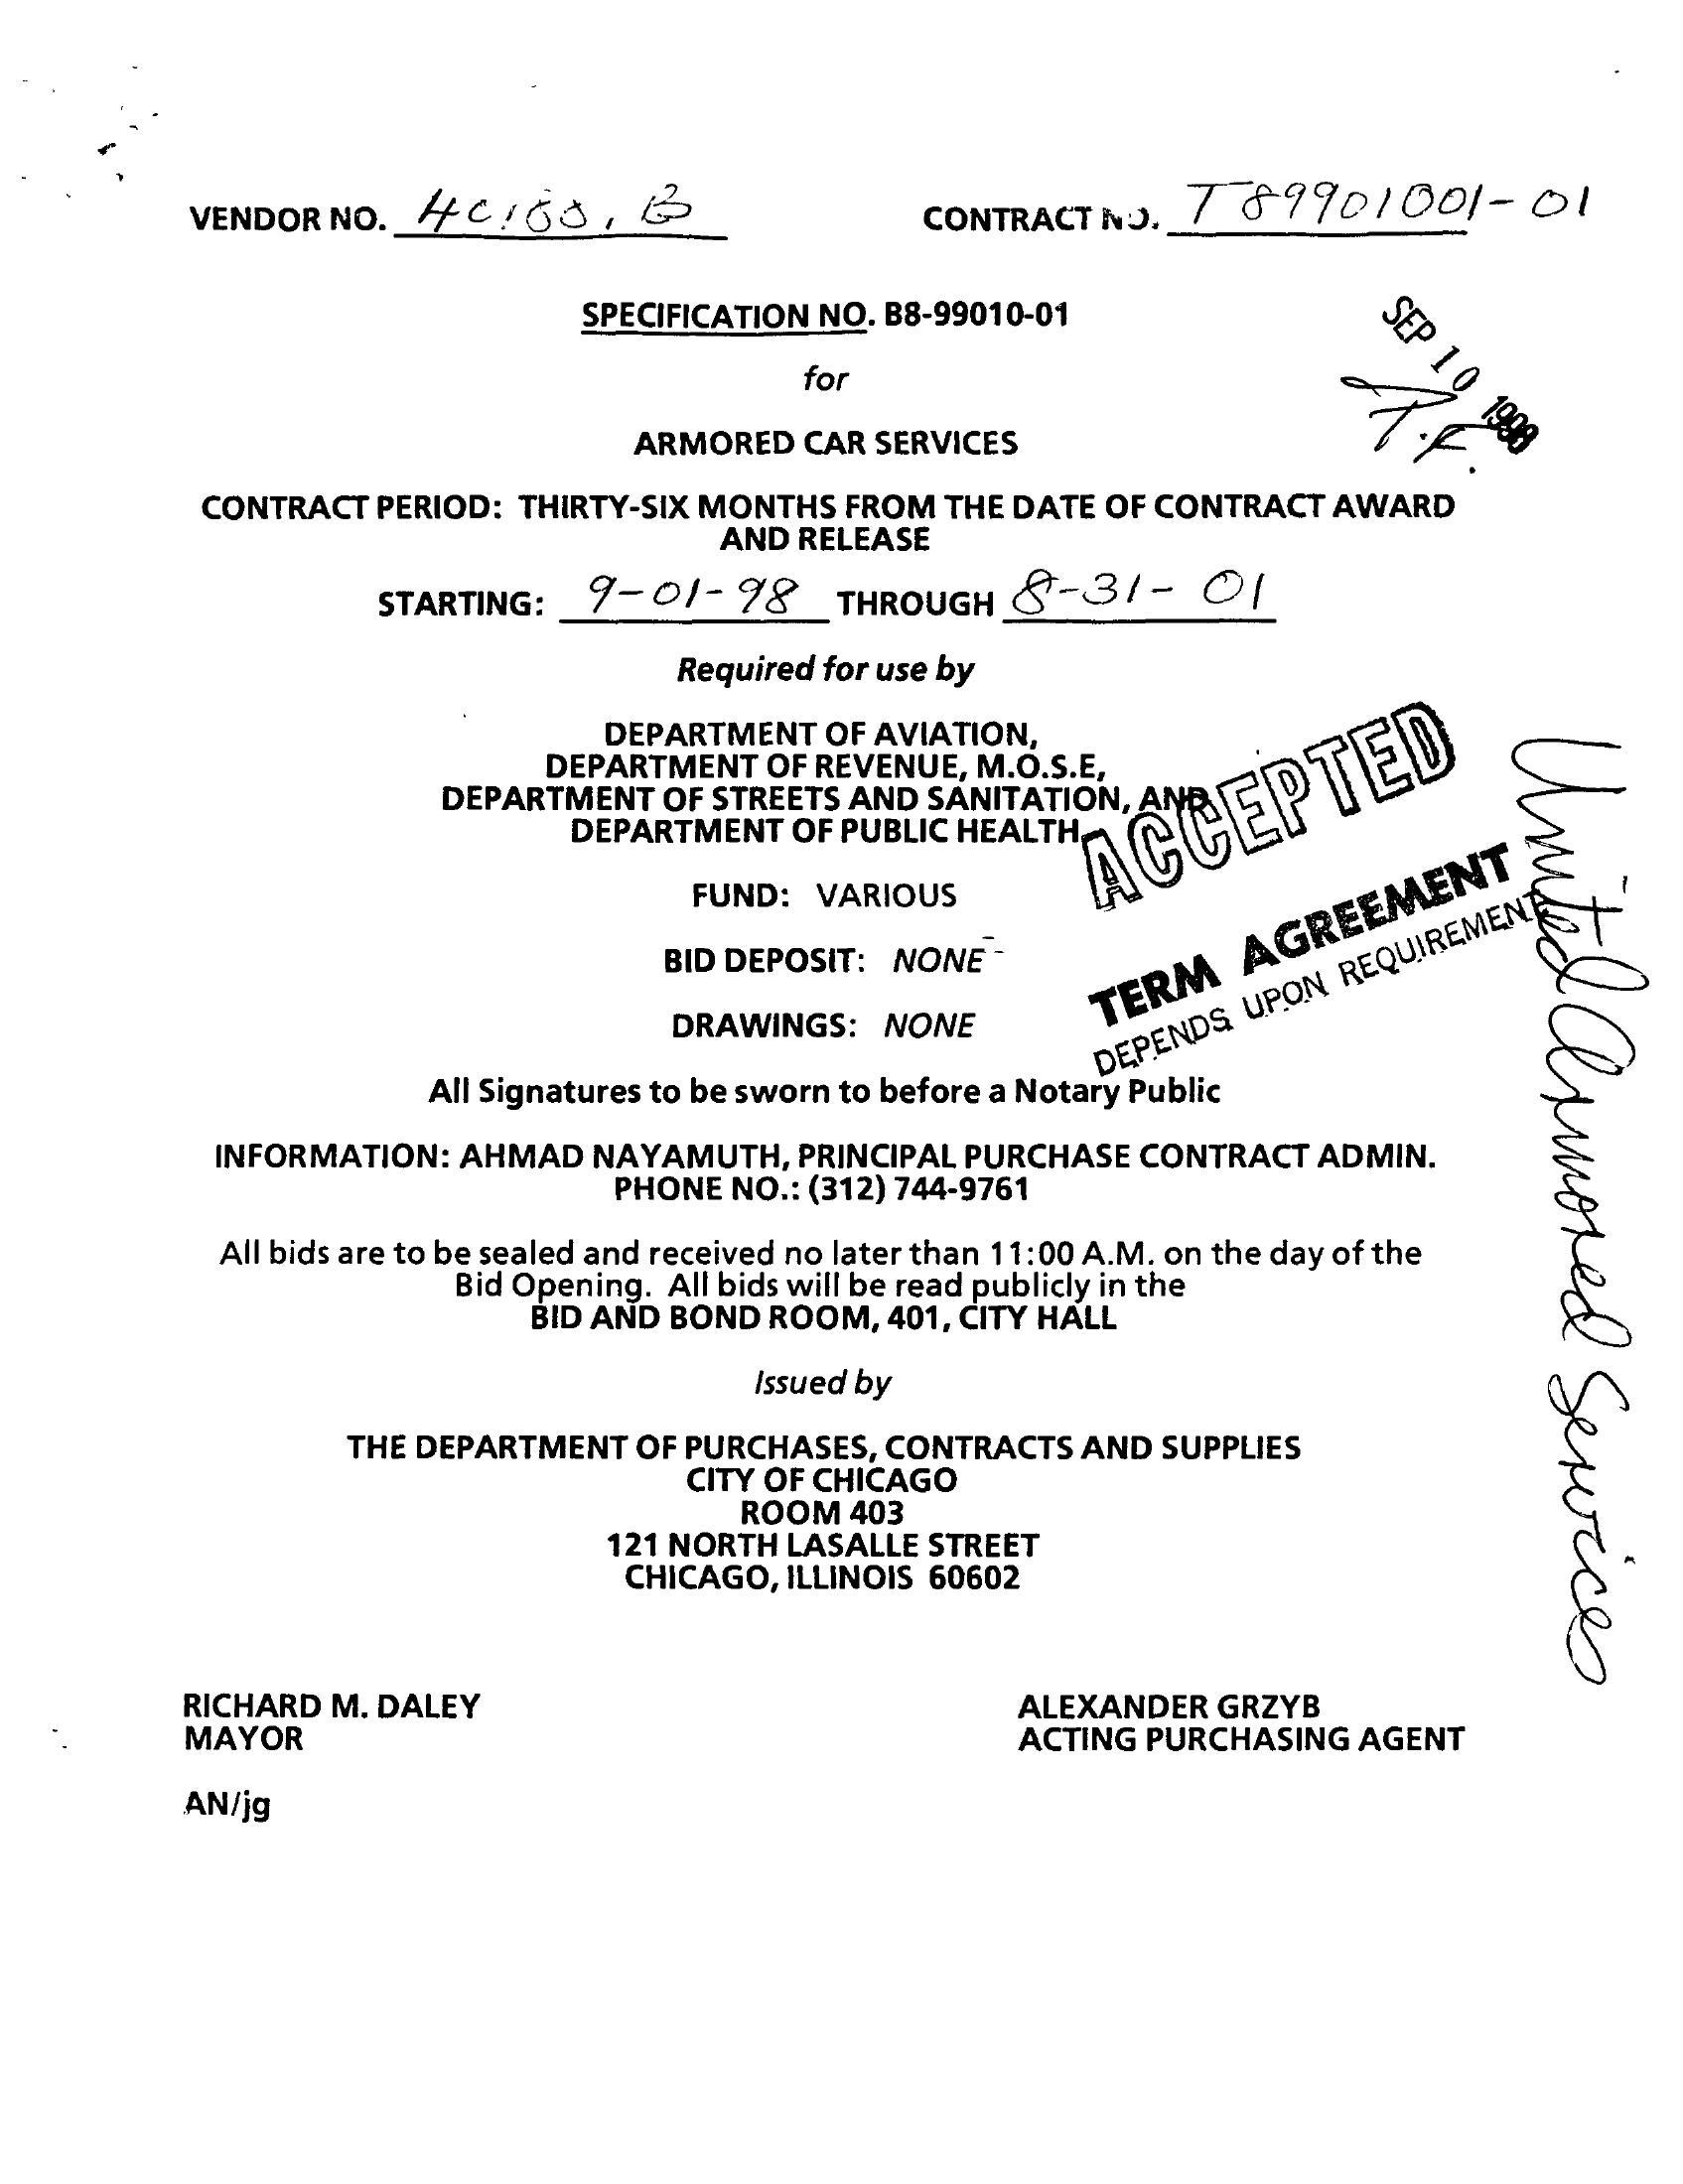 VENDOR NO.
CONTRACT NO. T89901001-01
SPECIFICATION NO. B8-99010-01
for
SEP 10 1998
ARMORED CAR SERVICES
CONTRACT PERIOD: THIRTY-SIX MONTHS FROM THE DATE OF CONTRACT AWARD
AND RELEASE
STARTING: 9-01-98 THROUGH 8-31-01
Required for use by
DEPARTMENT OF AVIATION,
DEPARTMENT OF REVENUE, M.O.S.E,
DEPARTMENT OF STREETS AND SANITATION, AND
DEPARTMENT OF PUBLIC HEALTH
ACCEPTED
FUND: VARIOUS
BID DEPOSIT: NONE
TERM AGREEMENT
DEPENDS UPON REQUIREMENT
DRAWINGS: NONE
United Armored Services
All Signatures to be sworn to before a Notary Public
INFORMATION: AHMAD NAYAMUTH, PRINCIPAL PURCHASE CONTRACT ADMIN.
PHONE NO.: (312) 744-9761
All bids are to be sealed and received no later than 11:00 A.M. on the day of the
Bid Opening. All bids will be read publicly in the
BID AND BOND ROOM, 401, CITY HALL
Issued by
THE DEPARTMENT OF PURCHASES, CONTRACTS AND SUPPLIES
CITY OF CHICAGO
ROOM 403
121 NORTH LASALLE STREET
CHICAGO, ILLINOIS 60602
RICHARD M. DALEY
MAYOR
ALEXANDER GRZYB
ACTING PURCHASING AGENT
AN/jg